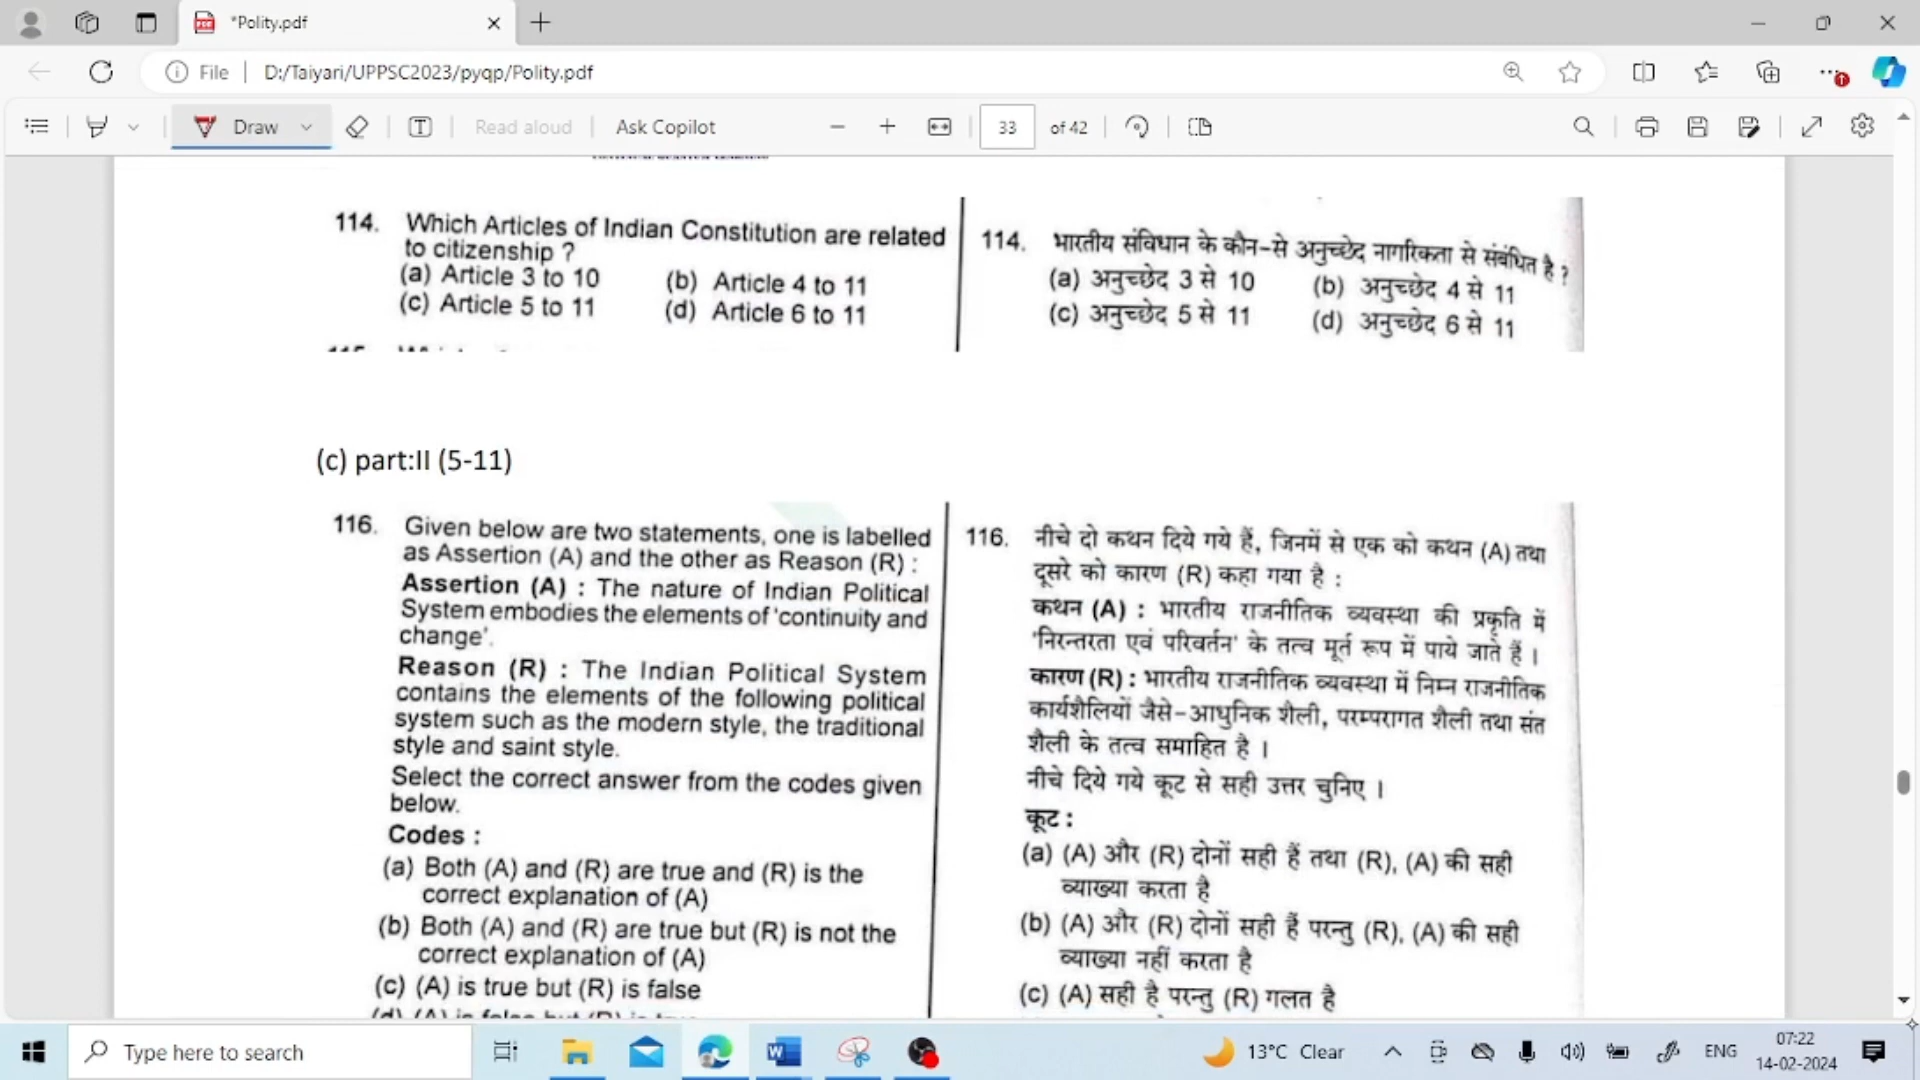 *Polity.pdf
File
D:/Taiyari/UPPSC2023/pyqp/Polity.pdf
Draw
Read aloud
Ask Copilot
33
of 42
114. Which Articles of Indian Constitution are related
to citizenship ?
(a) Article 3 to 10 (b) Article 4 to 11
(c) Article 5 to 11 (d) Article 6 to 11
114. भारतीय संविधान के कौन-से अनुच्छेद नागरिकता से संबंधित है ?
(a) अनुच्छेद 3 से 10 (b) अनुच्छेद 4 से 11
(c) अनुच्छेद 5 से 11 (d) अनुच्छेद 6 से 11
(c) part:II (5-11)
116. Given below are two statements, one is labelled
as Assertion (A) and the other as Reason (R) :
Assertion (A) : The nature of Indian Political
System embodies the elements of 'continuity and
change'.
Reason (R) : The Indian Political System
contains the elements of the following political
system such as the modern style, the traditional
style and saint style.
Select the correct answer from the codes given
below.
Codes :
(a) Both (A) and (R) are true and (R) is the
correct explanation of (A)
(b) Both (A) and (R) are true but (R) is not the
correct explanation of (A)
(c) (A) is true but (R) is false
116. नीचे दो कथन दिये गये हैं, जिनमें से एक को कथन (A) तथा
दूसरे को कारण (R) कहा गया है :
कथन (A) : भारतीय राजनीतिक व्यवस्था की प्रकृति में
'निरन्तरता एवं परिवर्तन' के तत्व मूर्त रूप में पाये जाते हैं ।
कारण (R) : भारतीय राजनीतिक व्यवस्था में निम्न राजनीतिक
कार्यशैलियों जैसे-आधुनिक शैली, परम्परागत शैली तथा संत
शैली के तत्व समाहित है ।
नीचे दिये गये कूट से सही उत्तर चुनिए ।
कूट :
(a) (A) और (R) दोनों सही हैं तथा (R), (A) की सही
व्याख्या करता है
(b) (A) और (R) दोनों सही हैं परन्तु (R), (A) की सही
व्याख्या नहीं करता है
(c) (A) सही है परन्तु (R) गलत है
Type here to search
13°C Clear
ENG
07:22
14-02-2024